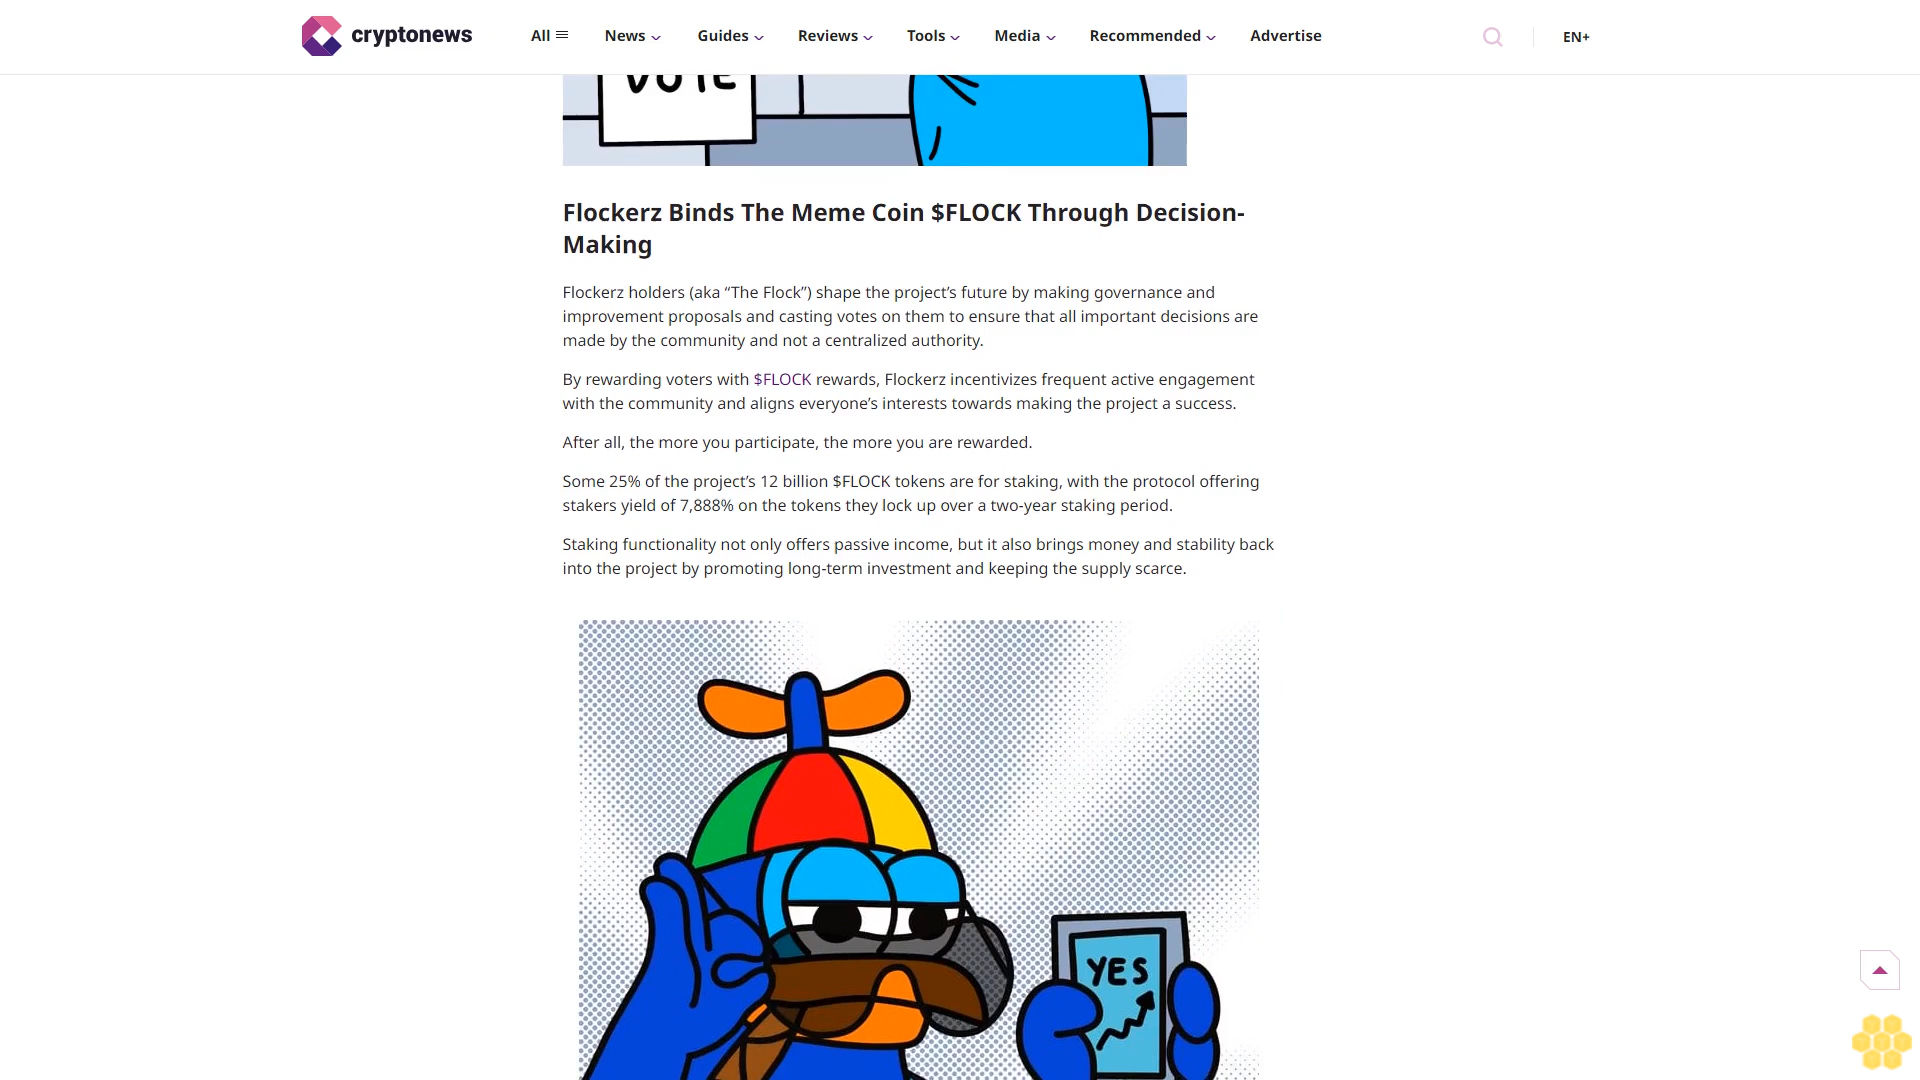 cryptonews All News Guides Reviews Tools Media Recommended Advertise EN+
VOTE
Flockerz Binds The Meme Coin $FLOCK Through Decision-
Making
Flockerz holders (aka “The Flock”) shape the project’s future by making governance and
improvement proposals and casting votes on them to ensure that all important decisions are
made by the community and not a centralized authority.
By rewarding voters with $FLOCK rewards, Flockerz incentivizes frequent active engagement
with the community and aligns everyone’s interests towards making the project a success.
After all, the more you participate, the more you are rewarded.
Some 25% of the project’s 12 billion $FLOCK tokens are for staking, with the protocol offering
stakers yield of 7,888% on the tokens they lock up over a two-year staking period.
Staking functionality not only offers passive income, but it also brings money and stability back
into the project by promoting long-term investment and keeping the supply scarce.
YES